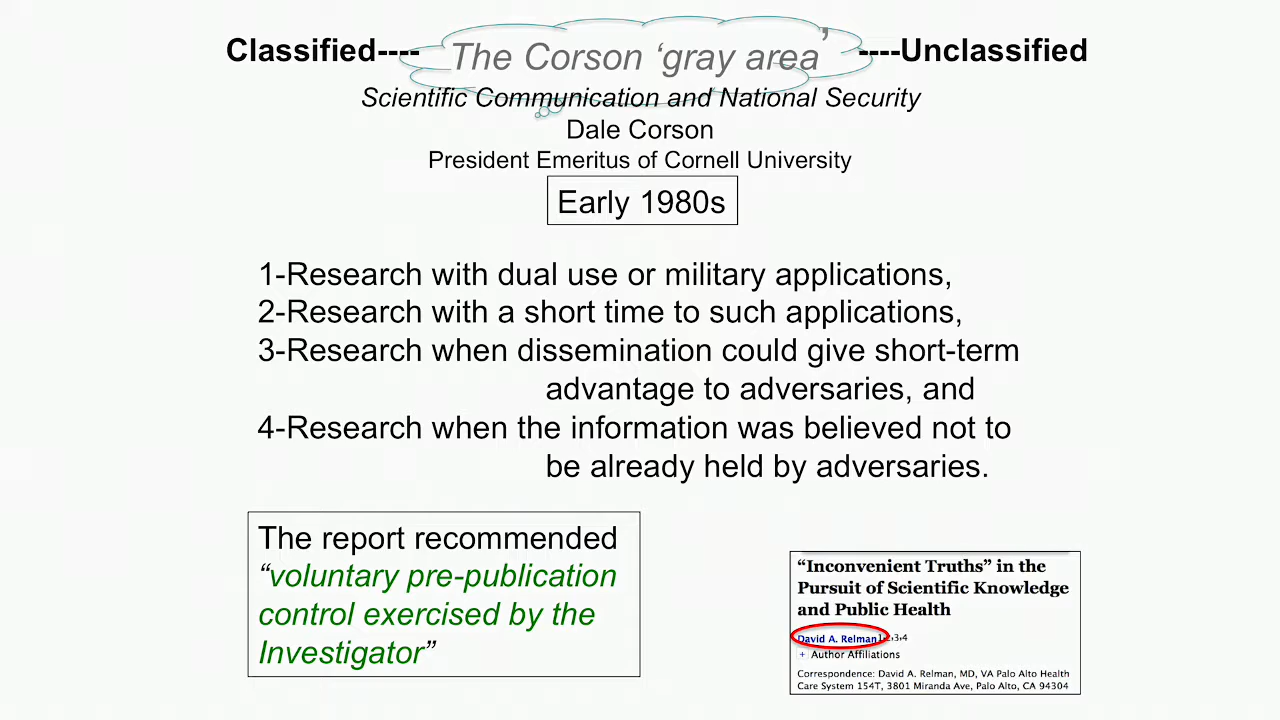 Classified---- The Corson ‘gray area’ ----Unclassified
Scientific Communication and National Security
Dale Corson
President Emeritus of Cornell University
Early 1980s
1-Research with dual use or military applications,
2-Research with a short time to such applications,
3-Research when dissemination could give short-term
advantage to adversaries, and
4-Research when the information was believed not to
be already held by adversaries.
The report recommended
“voluntary pre-publication
control exercised by the
Investigator”
“Inconvenient Truths” in the
Pursuit of Scientific Knowledge
and Public Health
David A. Relman1,2,3,4
+ Author Affiliations
Correspondence: David A. Relman, MD, VA Palo Alto Health
Care System 154T, 3801 Miranda Ave, Palo Alto, CA 94304